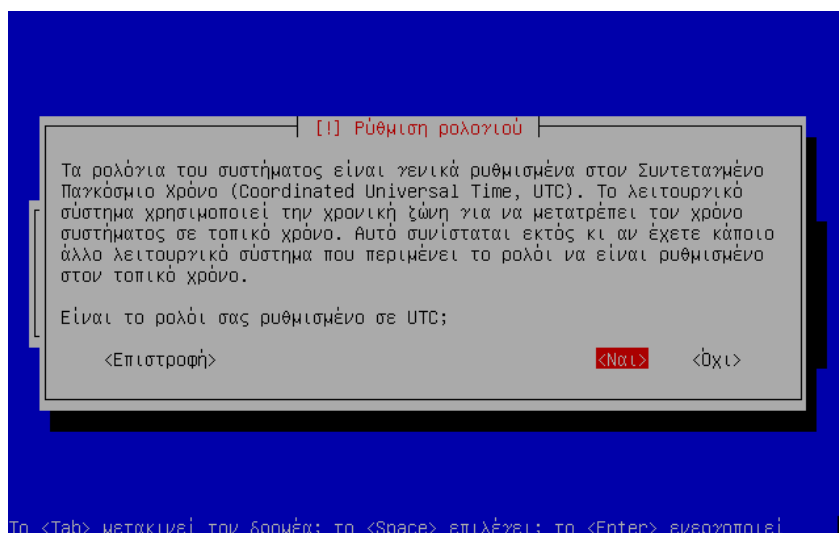 [!] Ρύθμιση ρολογιού
Τα ρολόγια του συστήματος είναι γενικά ρυθμισμένα στον Συντεταγμένο
Παγκόσμιο Χρόνο (Coordinated Universal Time, UTC). Το λειτουργικό
σύστημα χρησιμοποιεί την χρονική ζώνη για να μετατρέπει τον χρόνο
συστήματος σε τοπικό χρόνο. Αυτό συνίσταται εκτός κι αν έχετε κάποιο
άλλο λειτουργικό σύστημα που περιμένει το ρολόι να είναι ρυθμισμένο
στον τοπικό χρόνο.
Είναι το ρολόι σας ρυθμισμένο σε UTC;
<Επιστροφή> <Ναι> <Όχι>
Το <Tab> μετακινεί τον δρομέα; το <Space> επιλέγει; το <Enter> ενεργοποιεί